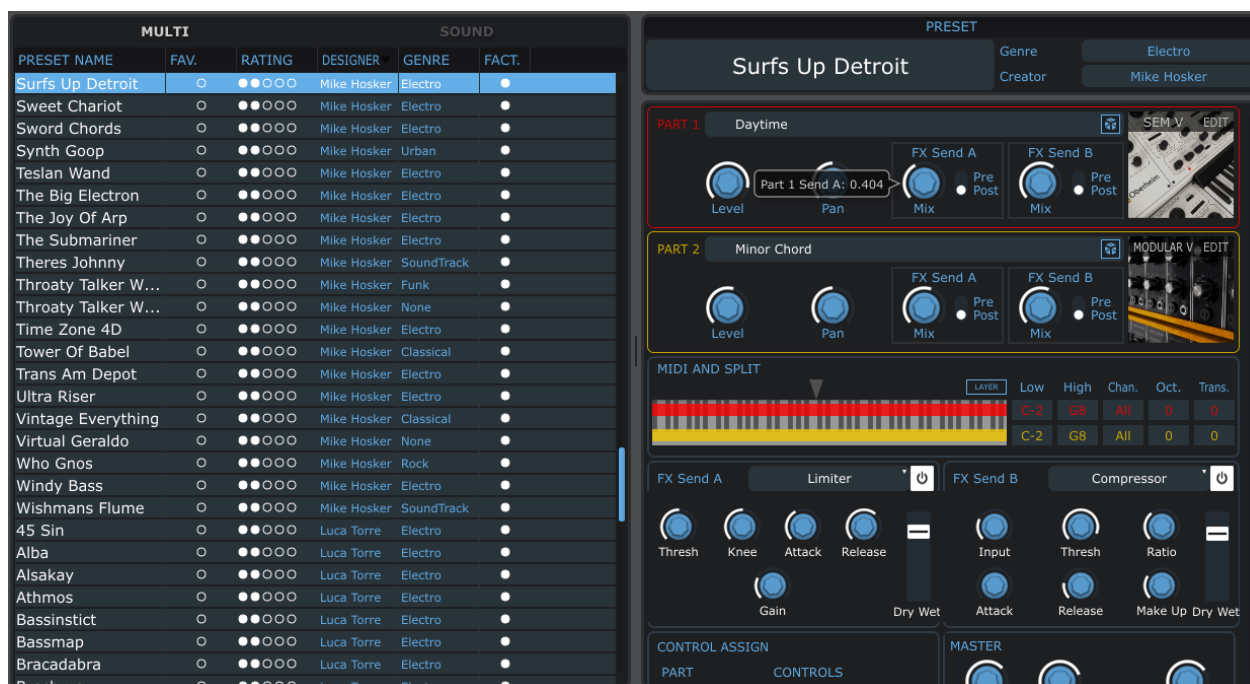 MULTI SOUND
PRESET NAME FAV. RATING DESIGNER GENRE FACT.
Surfs Up Detroit Mike Hosker Electro
Sweet Chariot Mike Hosker Electro
Sword Chords Mike Hosker Electro
Synth Goop Mike Hosker Urban
Teslan Wand Mike Hosker Electro
The Big Electron Mike Hosker Electro
The Joy Of Arp Mike Hosker Electro
The Submariner Mike Hosker Electro
Theres Johnny Mike Hosker SoundTrack
Throaty Talker W... Mike Hosker Funk
Throaty Talker W... Mike Hosker None
Time Zone 4D Mike Hosker Electro
Tower Of Babel Mike Hosker Classical
Trans Am Depot Mike Hosker Electro
Ultra Riser Mike Hosker Electro
Vintage Everything Mike Hosker Classical
Virtual Geraldo Mike Hosker None
Who Gnos Mike Hosker Rock
Windy Bass Mike Hosker Electro
Wishmans Flume Mike Hosker SoundTrack
45 Sin Luca Torre Electro
Alba Luca Torre Electro
Alsakay Luca Torre Electro
Athmos Luca Torre Electro
Bassinstict Luca Torre Electro
Bassmap Luca Torre Electro
Bracadabra Luca Torre Electro
PRESET
Surfs Up Detroit
Genre Electro
Creator Mike Hosker
PART 1 Daytime SEM V EDIT
FX Send A FX Send B
Part 1 Send A: 0.404
Pre Pre
Post Post
Level Pan Mix Mix
Oberheim
PART 2 Minor Chord MODULAR V EDIT
FX Send A FX Send B
Pre Pre
Post Post
Level Pan Mix Mix
MIDI AND SPLIT
LAYER Low High Chan. Oct. Trans.
C-2 G8 All 0 0
C-2 G8 All 0 0
FX Send A Limiter
Thresh Knee Attack Release
Gain Dry Wet
FX Send B Compressor
Input Thresh Ratio
Attack Release Make Up Dry Wet
CONTROL ASSIGN
PART CONTROLS
MASTER